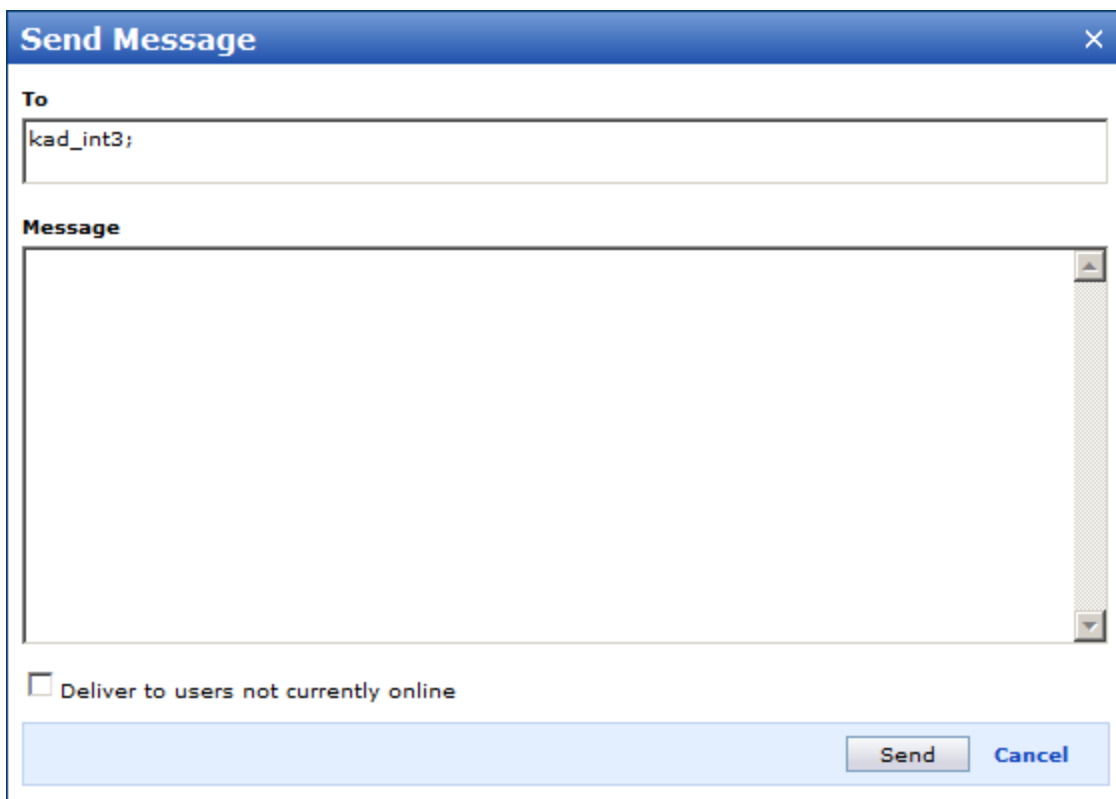 Send Message
To
kad_int3;
Message
Deliver to users not currently online
Send Cancel